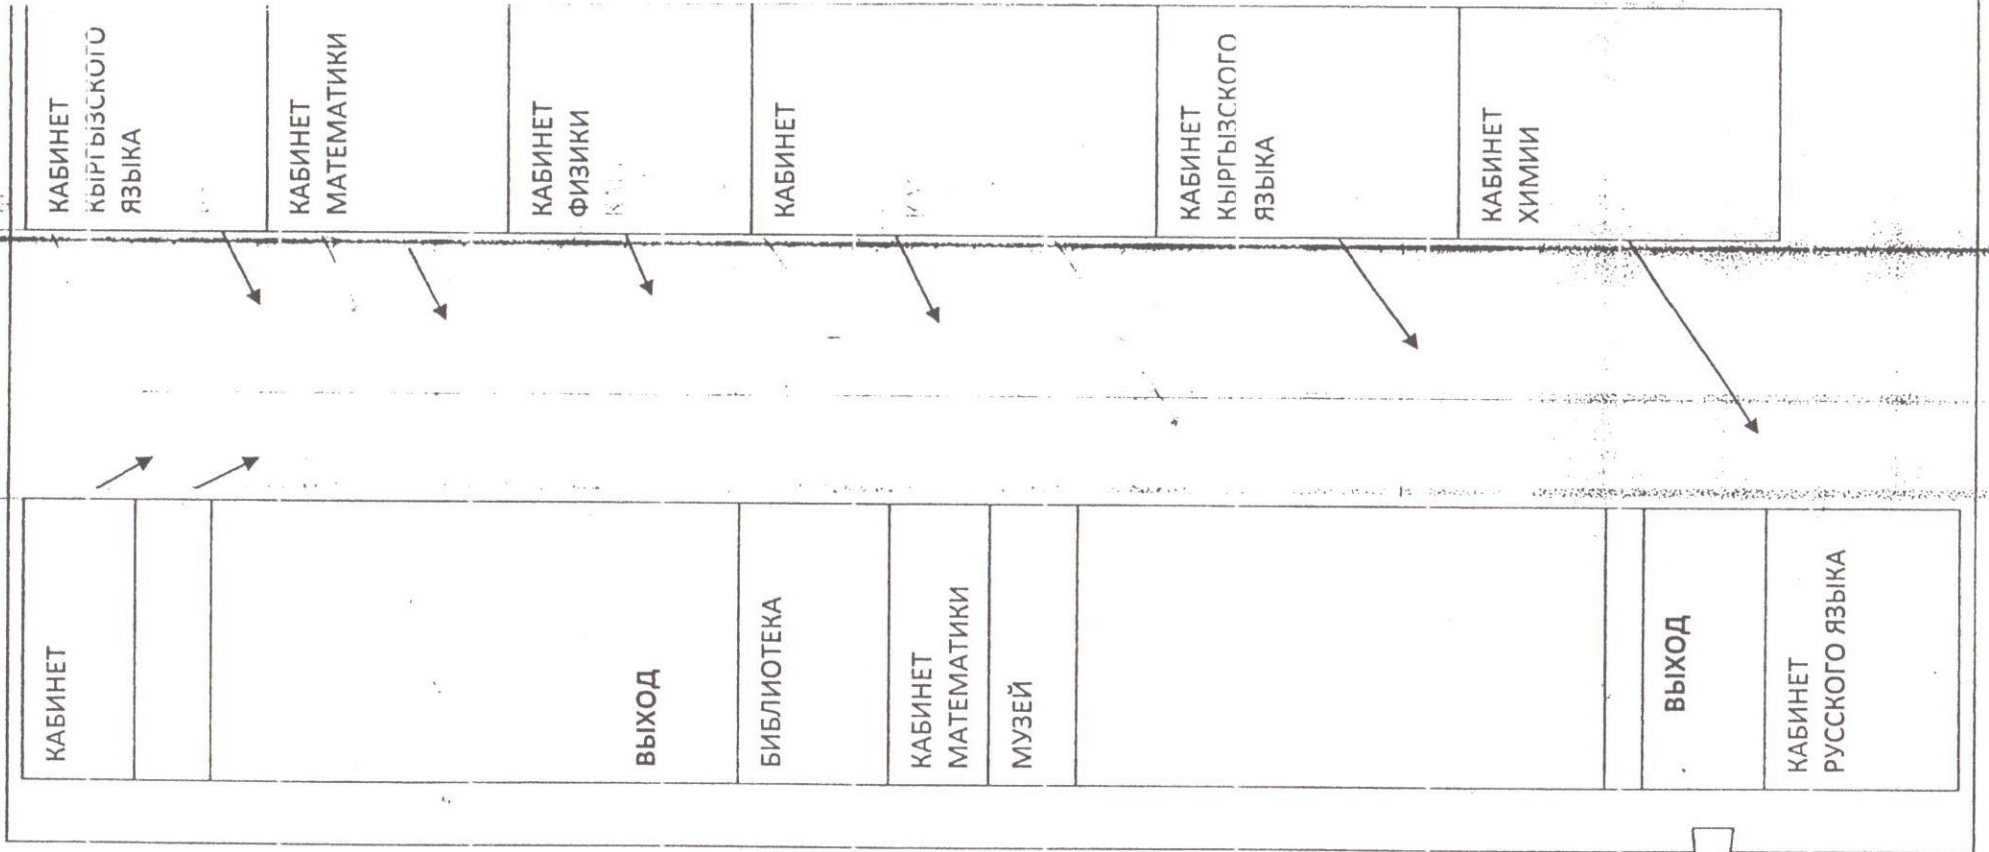 КАБИНЕТ
КЫРГЫЗСКОГО
ЯЗЫКА
КАБИНЕТ
МАТЕМАТИКИ
КАБИНЕТ
ФИЗИКИ
КАБИНЕТ
КАБИНЕТ
КЫРГЫЗСКОГО
ЯЗЫКА
КАБИНЕТ
ХИМИИ
КАБИНЕТ
ВЫХОД
БИБЛИОТЕКА
КАБИНЕТ
МАТЕМАТИКИ
МУЗЕЙ
ВЫХОД
КАБИНЕТ
РУССКОГО ЯЗЫКА